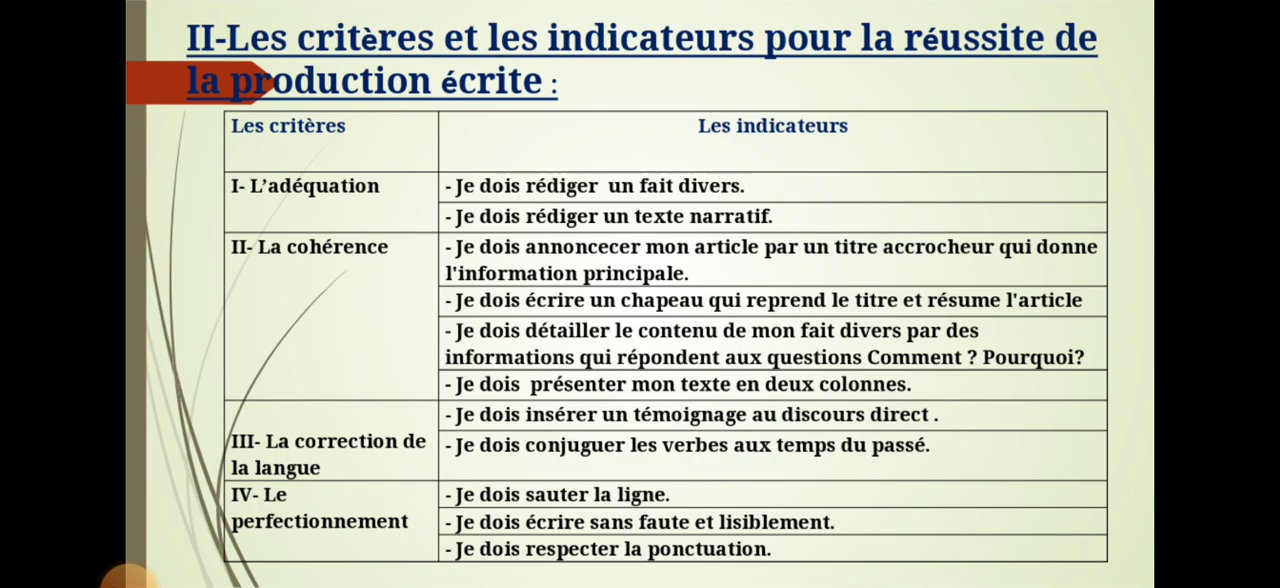 II-Les critères et les indicateurs pour la réussite de
la production écrite :
Les critères
Les indicateurs
I- L’adéquation
- Je dois rédiger  un fait divers.
- Je dois rédiger un texte narratif.
II- La cohérence
- Je dois annoncecer mon article par un titre accrocheur qui donne
l'information principale.
- Je dois écrire un chapeau qui reprend le titre et résume l'article
- Je dois détailler le contenu de mon fait divers par des
informations qui répondent aux questions Comment ? Pourquoi?
- Je dois  présenter mon texte en deux colonnes.
III- La correction de
la langue
- Je dois insérer un témoignage au discours direct .
- Je dois conjuguer les verbes aux temps du passé.
IV- Le
perfectionnement
- Je dois sauter la ligne.
- Je dois écrire sans faute et lisiblement.
- Je dois respecter la ponctuation.